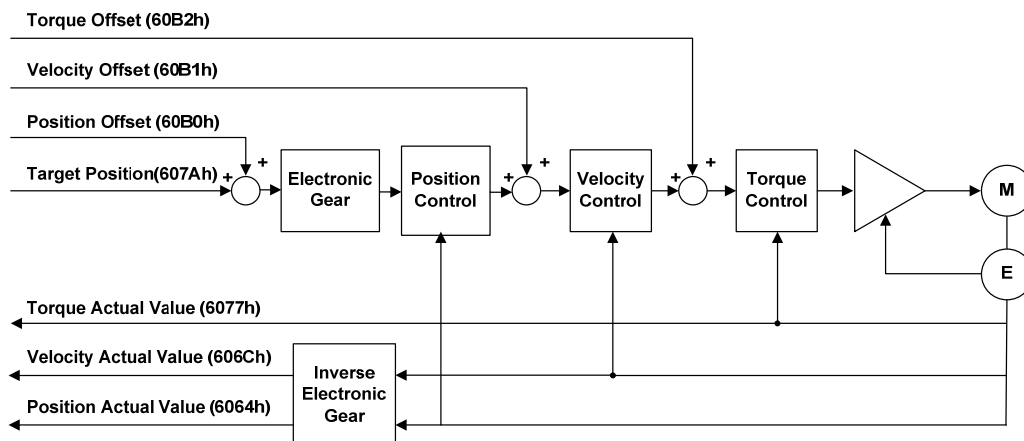 Torque Offset (60B2h)
Velocity Offset (60B1h)
Position Offset (60B0h)
Target Position(607Ah)
+
+
Electronic
Gear
Position
Control
+
+
Velocity
Control
+
+
Torque
Control
M
E
Torque Actual Value (6077h)
Velocity Actual Value (606Ch)
Position Actual Value (6064h)
Inverse
Electronic
Gear